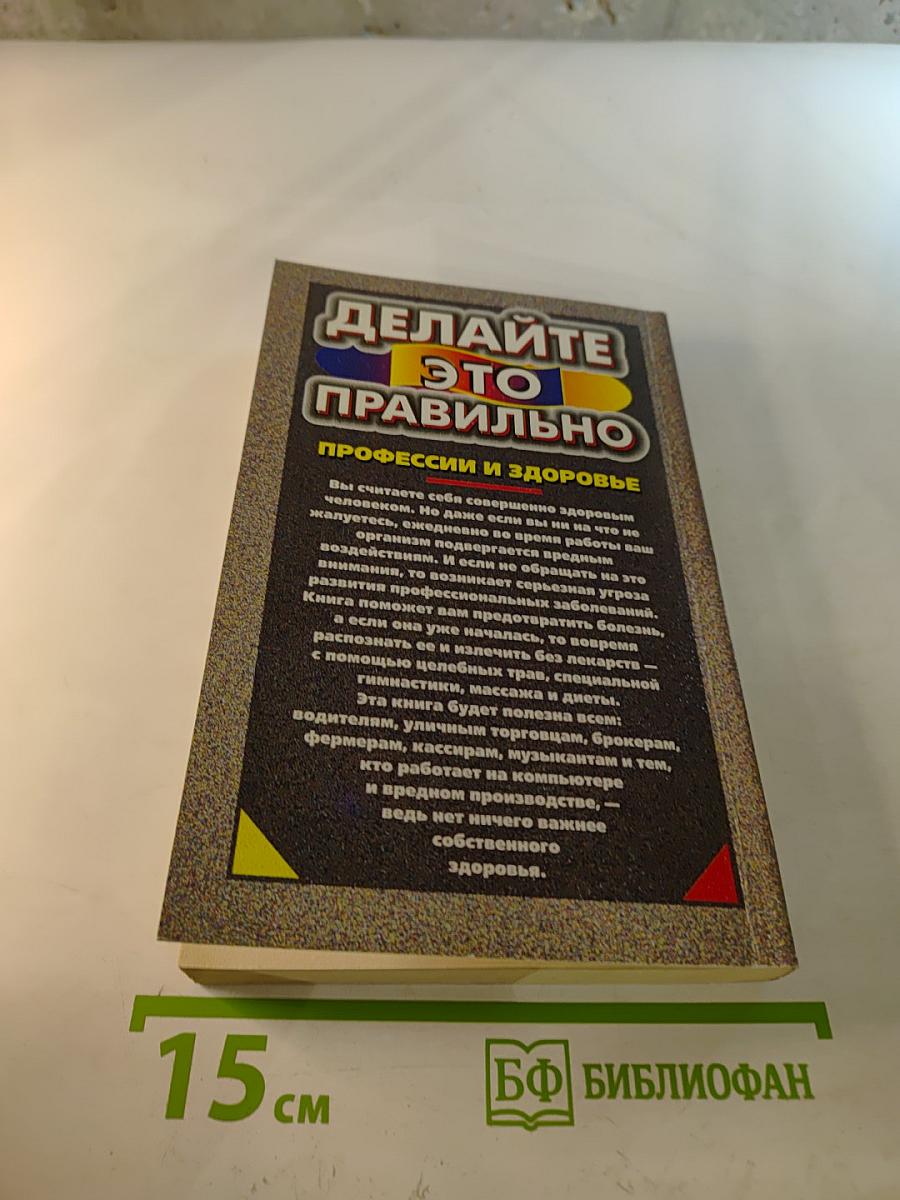 ДЕЛАЙТЕ
ЭТО
ПРАВИЛЬНО
ПРОФЕССИИ И ЗДОРОВЬЕ
Вы считаете себя совершенно здоровым
человеком. Но даже если вы ни на что не
жалуетесь, ежедневно во время работы ваш
организм подвергается вредным
воздействиям. И если не обращать на это
внимания, то возникает серьезная угроза
развития профессиональных заболеваний.
Книга поможет вам предотвратить болезнь,
а если она уже началась, то вовремя
распознать ее и излечить без лекарств —
с помощью целебных трав, специальной
гимнастики, массажа и диеты.
Эта книга будет полезна всем:
водителям, уличным торговцам, брокерам,
фермерам, кассирам, музыкантам и тем,
кто работает на компьютере
и вредном производстве, —
ведь нет ничего важнее
собственного
здоровья.
15 см
БФ БИБЛИОФАН